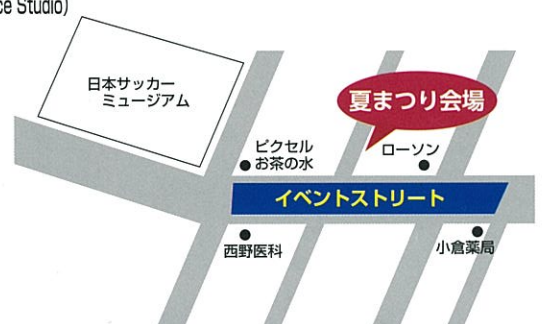 ce Studio)
日本サッカー
ミュージアム
夏まつり会場
ピクセル
お茶の水
ローソン
イベントストリート
西野医科
小倉薬局